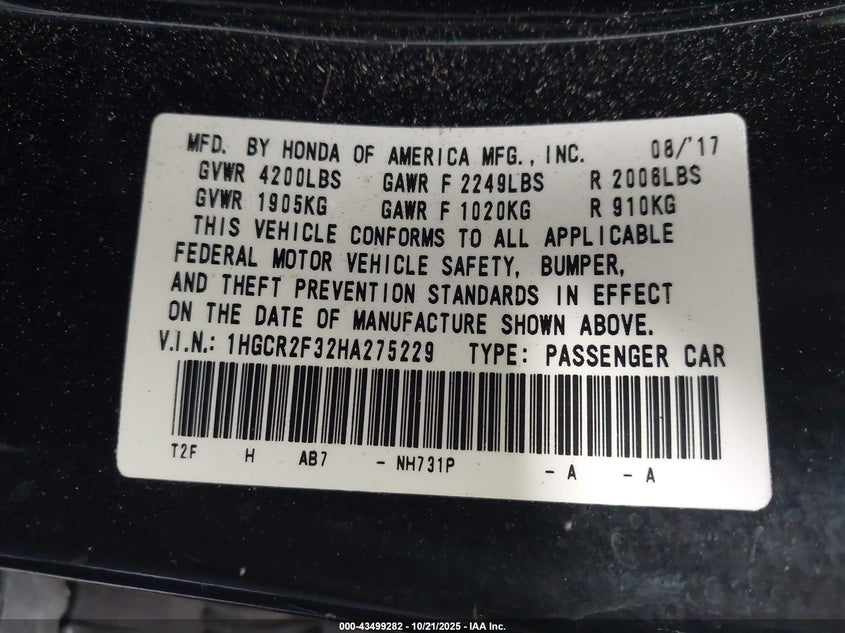 MFD. BY HONDA OF AMERICA MFG., INC. 08/'17
GVWR 4200LBS GAWR F 2249LBS R 2006LBS
GVWR 1905KG GAWR F 1020KG R 910KG
THIS VEHICLE CONFORMS TO ALL APPLICABLE
FEDERAL MOTOR VEHICLE SAFETY, BUMPER,
AND THEFT PREVENTION STANDARDS IN EFFECT
ON THE DATE OF MANUFACTURE SHOWN ABOVE.
V.I.N.: 1HGCR2F32HA275229 TYPE: PASSENGER CAR
T2F H AB7 - NH731P - A - A
000-43499282 - 10/21/2025 - IAA Inc.